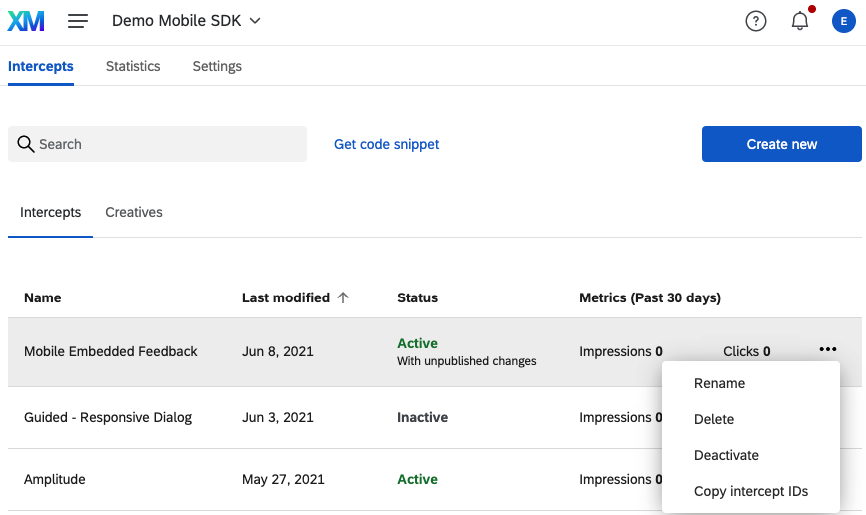 XM Demo Mobile SDK ? E
Intercepts Statistics Settings
Search Get code snippet Create new
Intercepts Creatives
Name Last modified Status Metrics (Past 30 days)
Mobile Embedded Feedback Jun 8, 2021 Active Impressions 0 Clicks 0
With unpublished changes
Rename
Guided - Responsive Dialog Jun 3, 2021 Inactive Impressions 0
Delete
Deactivate
Amplitude May 27, 2021 Active Impressions 0
Copy intercept IDs